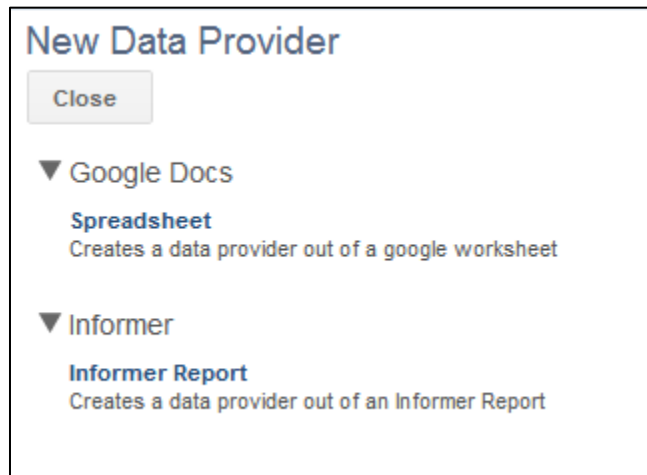 New Data Provider
Close
Google Docs
Spreadsheet
Creates a data provider out of a google worksheet
Informer
Informer Report
Creates a data provider out of an Informer Report